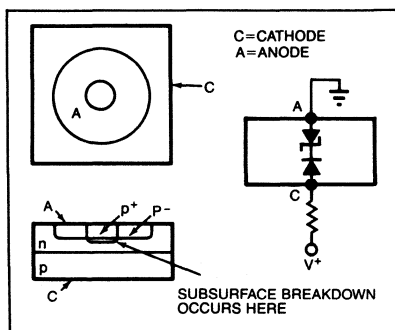 C=CATHODE
A=ANODE
A
C
A
C
A
p+
P−
n
p
C
V+
SUBSURFACE BREAKDOWN
OCCURS HERE